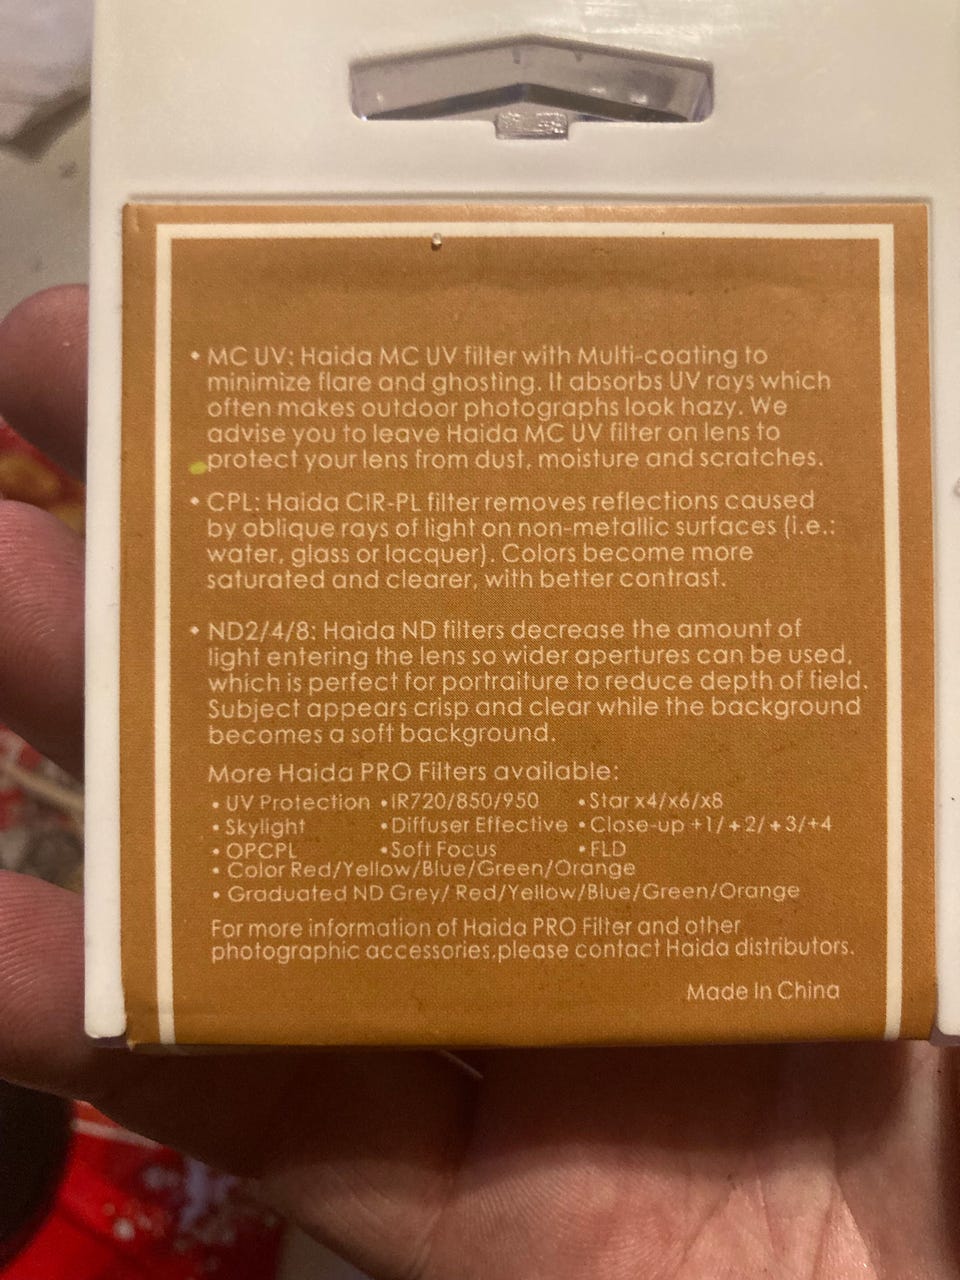 • MC UV: Haida MC UV filter with Multi-coating to
minimize flare and ghosting. It absorbs UV rays which
often makes outdoor photographs look hazy. We
advise you to leave Haida MC UV filter on lens to
protect your lens from dust, moisture and scratches.
• CPL: Haida CIR-PL filter removes reflections caused
by oblique rays of light on non-metallic surfaces (i.e.:
water, glass or lacquer). Colors become more
saturated and clearer, with better contrast.
• ND2/4/8: Haida ND filters decrease the amount of
light entering the lens so wider apertures can be used,
which is perfect for portraiture to reduce depth of field.
Subject appears crisp and clear while the background
becomes a soft background.
More Haida PRO Filters available:
• UV Protection • IR720/850/950 • Star x4/x6/x8
• Skylight • Diffuser Effective • Close-up +1/+2/+3/+4
• OPCPL • Soft Focus • FLD
• Color Red/Yellow/Blue/Green/Orange
• Graduated ND Grey/ Red/Yellow/Blue/Green/Orange
For more information of Haida PRO Filter and other
photographic accessories,please contact Haida distributors.
Made In China